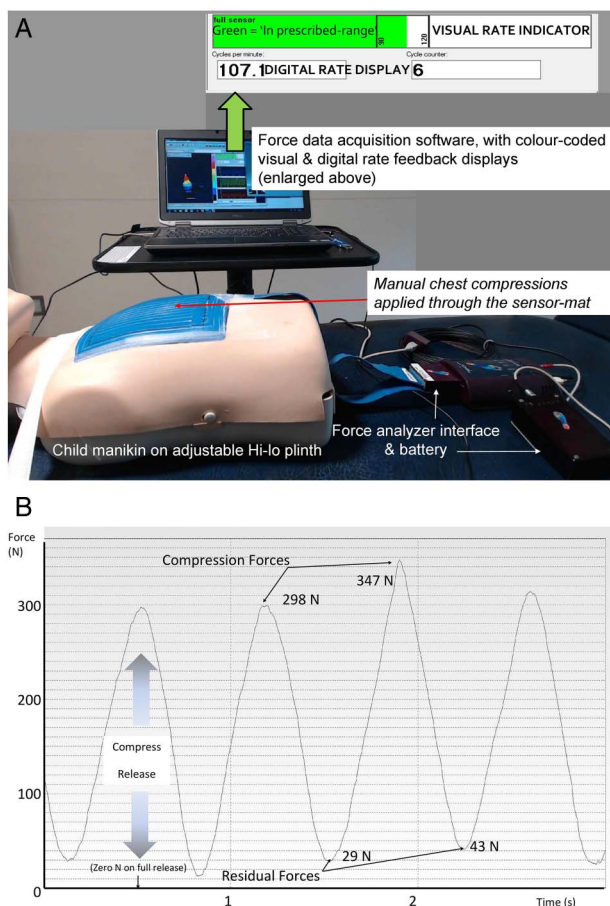 A
full sensor
Green = 'In prescribed-range'
90
120
VISUAL RATE INDICATOR
Cycles per minute:
Cycle counter:
107.1
DIGITAL RATE DISPLAY
6
Force data acquisition software, with colour-coded
visual & digital rate feedback displays
(enlarged above)
Manual chest compressions
applied through the sensor-mat
Force analyzer interface
& battery
Child manikin on adjustable Hi-lo plinth
B
Force
(N)
Compression Forces
347 N
298 N
300
200
Compress
Release
100
29 N
43 N
(Zero N on full release)
Residual Forces
0
1
2
Time (s)